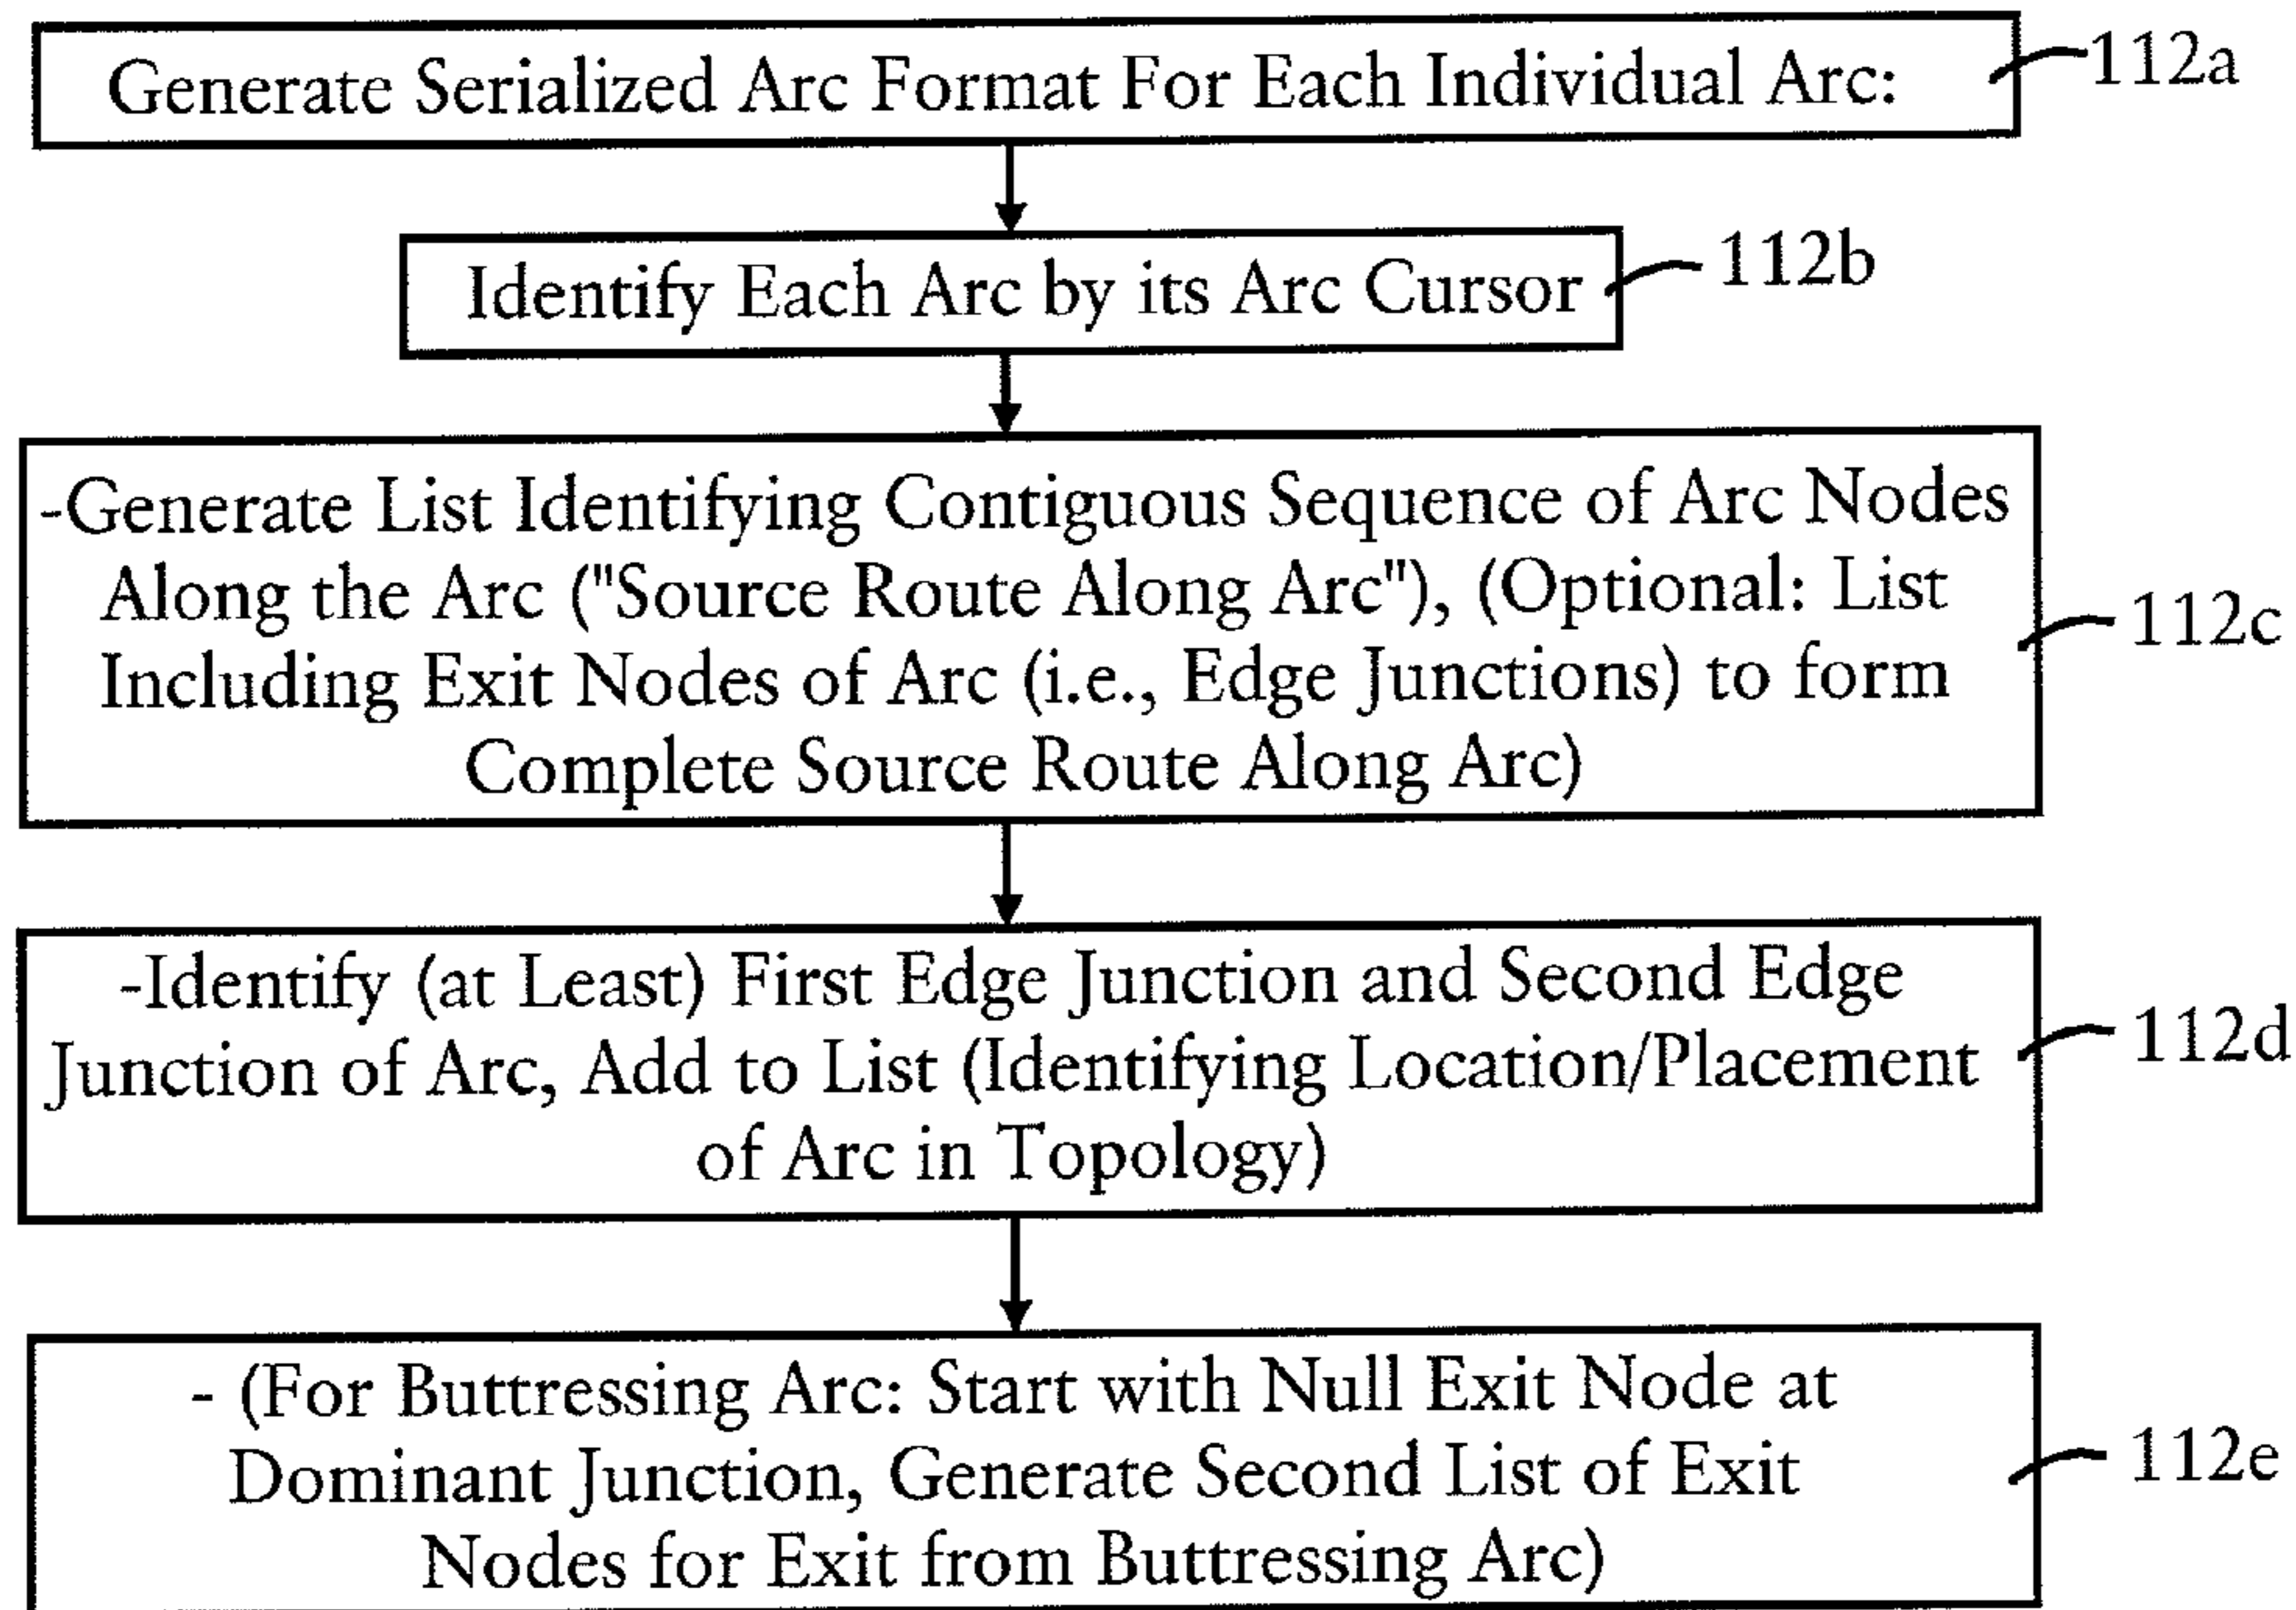 Generate Serialized Arc Format For Each Individual Arc:
112a
Identify Each Arc by its Arc Cursor
112b
-Generate List Identifying Contiguous Sequence of Arc Nodes
Along the Arc ("Source Route Along Arc"), (Optional: List
Including Exit Nodes of Arc (i.e., Edge Junctions) to form
Complete Source Route Along Arc)
112c
-Identify (at Least) First Edge Junction and Second Edge
Junction of Arc, Add to List (Identifying Location/Placement
of Arc in Topology)
112d
- (For Buttressing Arc: Start with Null Exit Node at
Dominant Junction, Generate Second List of Exit
Nodes for Exit from Buttressing Arc)
112e